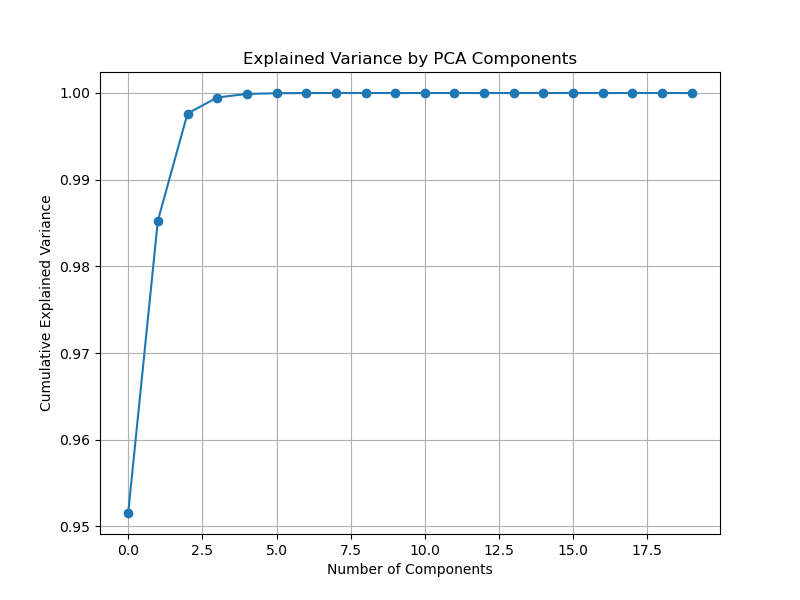 Explained Variance by PCA Components
Cumulative Explained Variance
1.00
0.99
0.98
0.97
0.96
0.95
0.0 2.5 5.0 7.5 10.0 12.5 15.0 17.5
Number of Components